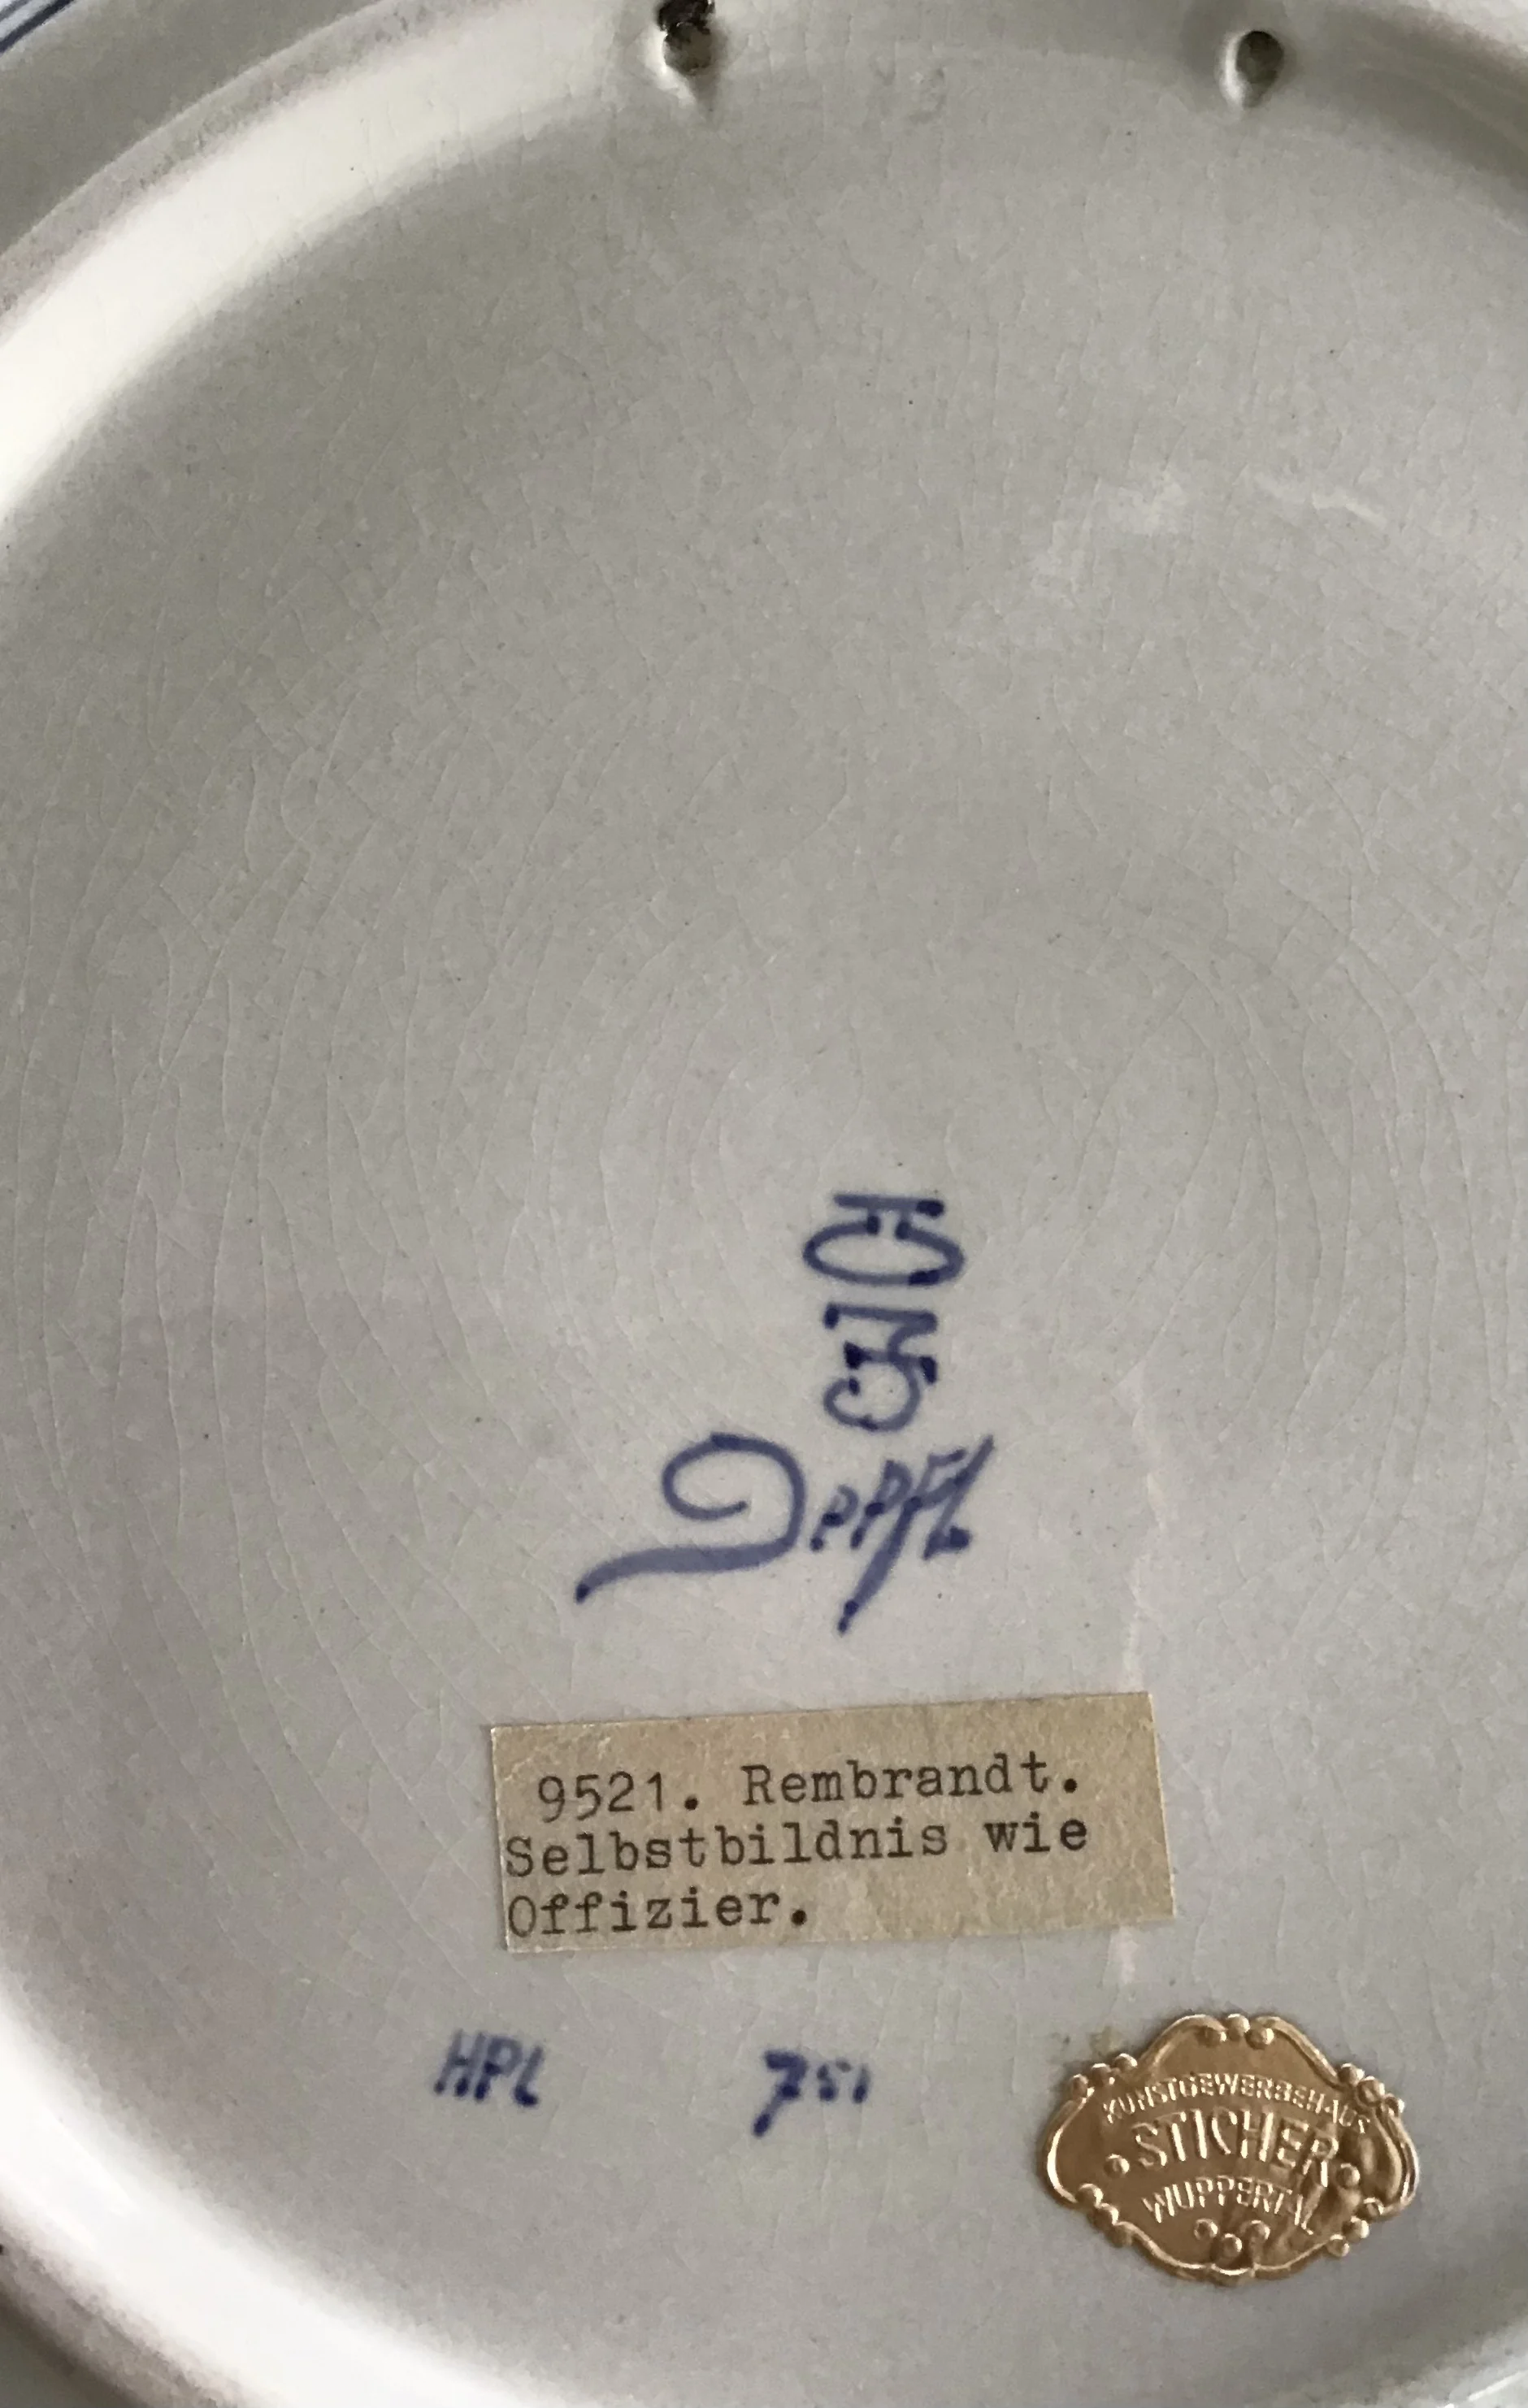 Delft
9521. Rembrandt.
Selbstbildnis wie
Offizier.
HPL 751
KUNSTGEWERBEHAUS
STICHER
WUPPERTAL